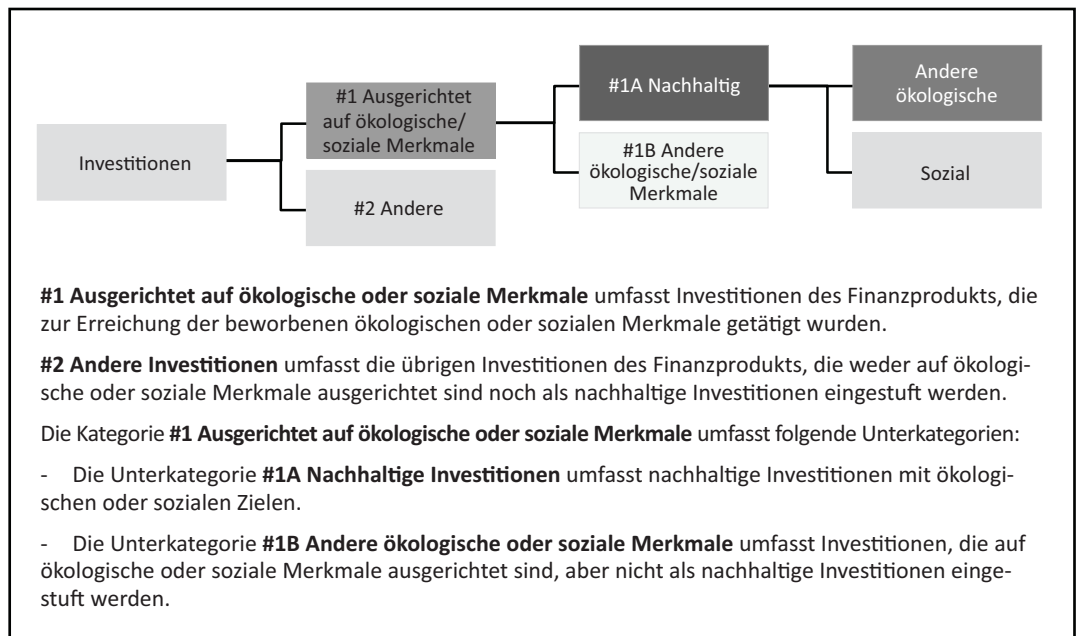 Investitionen
#1 Ausgerichtet
auf ökologische/
soziale Merkmale
#2 Andere
#1A Nachhaltig
#1B Andere
ökologische/soziale
Merkmale
Andere
ökologische
Sozial
#1 Ausgerichtet auf ökologische oder soziale Merkmale umfasst Investitionen des Finanzprodukts, die
zur Erreichung der beworbenen ökologischen oder sozialen Merkmale getätigt wurden.
#2 Andere Investitionen umfasst die übrigen Investitionen des Finanzprodukts, die weder auf ökologi-
sche oder soziale Merkmale ausgerichtet sind noch als nachhaltige Investitionen eingestuft werden.
Die Kategorie #1 Ausgerichtet auf ökologische oder soziale Merkmale umfasst folgende Unterkategorien:
- Die Unterkategorie #1A Nachhaltige Investitionen umfasst nachhaltige Investitionen mit ökologi-
schen oder sozialen Zielen.
- Die Unterkategorie #1B Andere ökologische oder soziale Merkmale umfasst Investitionen, die auf
ökologische oder soziale Merkmale ausgerichtet sind, aber nicht als nachhaltige Investitionen einge-
stuft werden.